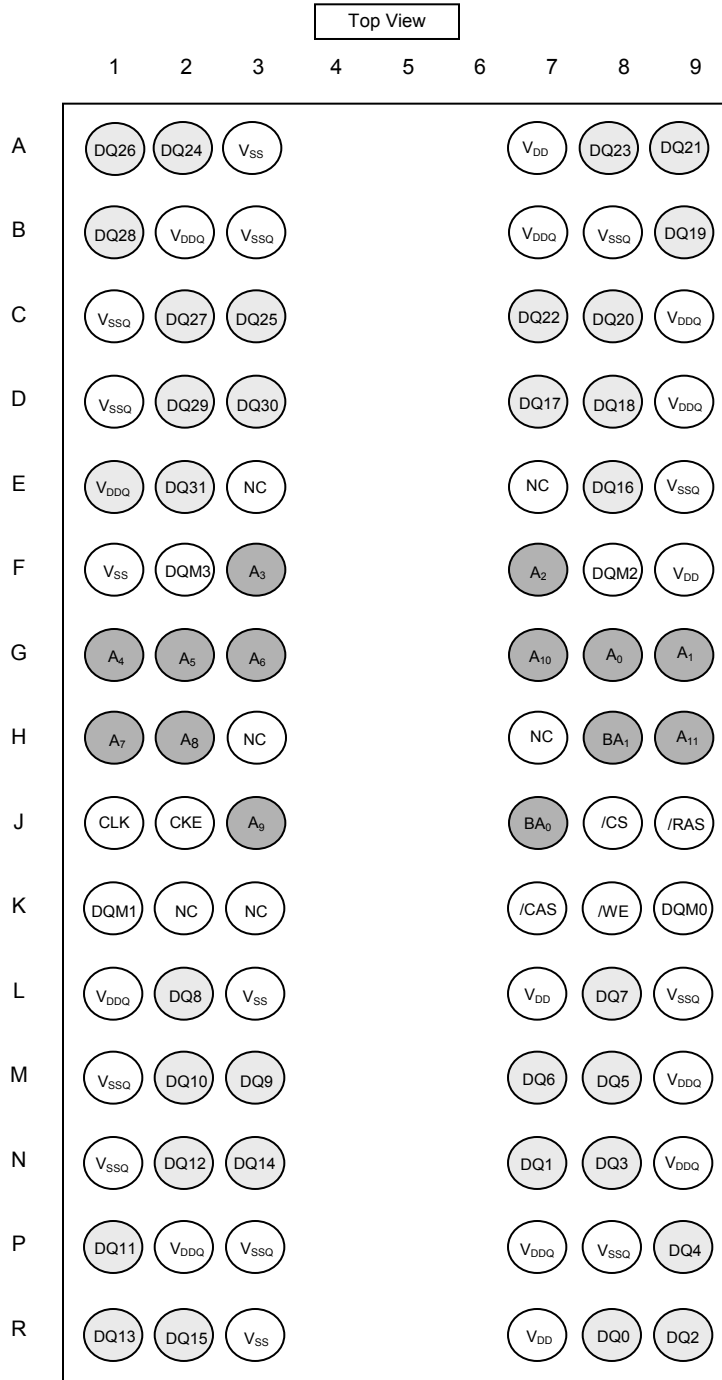 Top View
1 2 3 4 5 6 7 8 9
A DQ26 DQ24 VSS VDD DQ23 DQ21
B DQ28 VDDQ VSSQ VDDQ VSSQ DQ19
C VSSQ DQ27 DQ25 DQ22 DQ20 VDDQ
D VSSQ DQ29 DQ30 DQ17 DQ18 VDDQ
E VDDQ DQ31 NC NC DQ16 VSSQ
F VSS DQM3 A3 A2 DQM2 VDD
G A4 A5 A6 A10 A0 A1
H A7 A8 NC NC BA1 A11
J CLK CKE A9 BA0 /CS /RAS
K DQM1 NC NC /CAS /WE DQM0
L VDDQ DQ8 VSS VDD DQ7 VSSQ
M VSSQ DQ10 DQ9 DQ6 DQ5 VDDQ
N VSSQ DQ12 DQ14 DQ1 DQ3 VDDQ
P DQ11 VDDQ VSSQ VDDQ VSSQ DQ4
R DQ13 DQ15 VSS VDD DQ0 DQ2